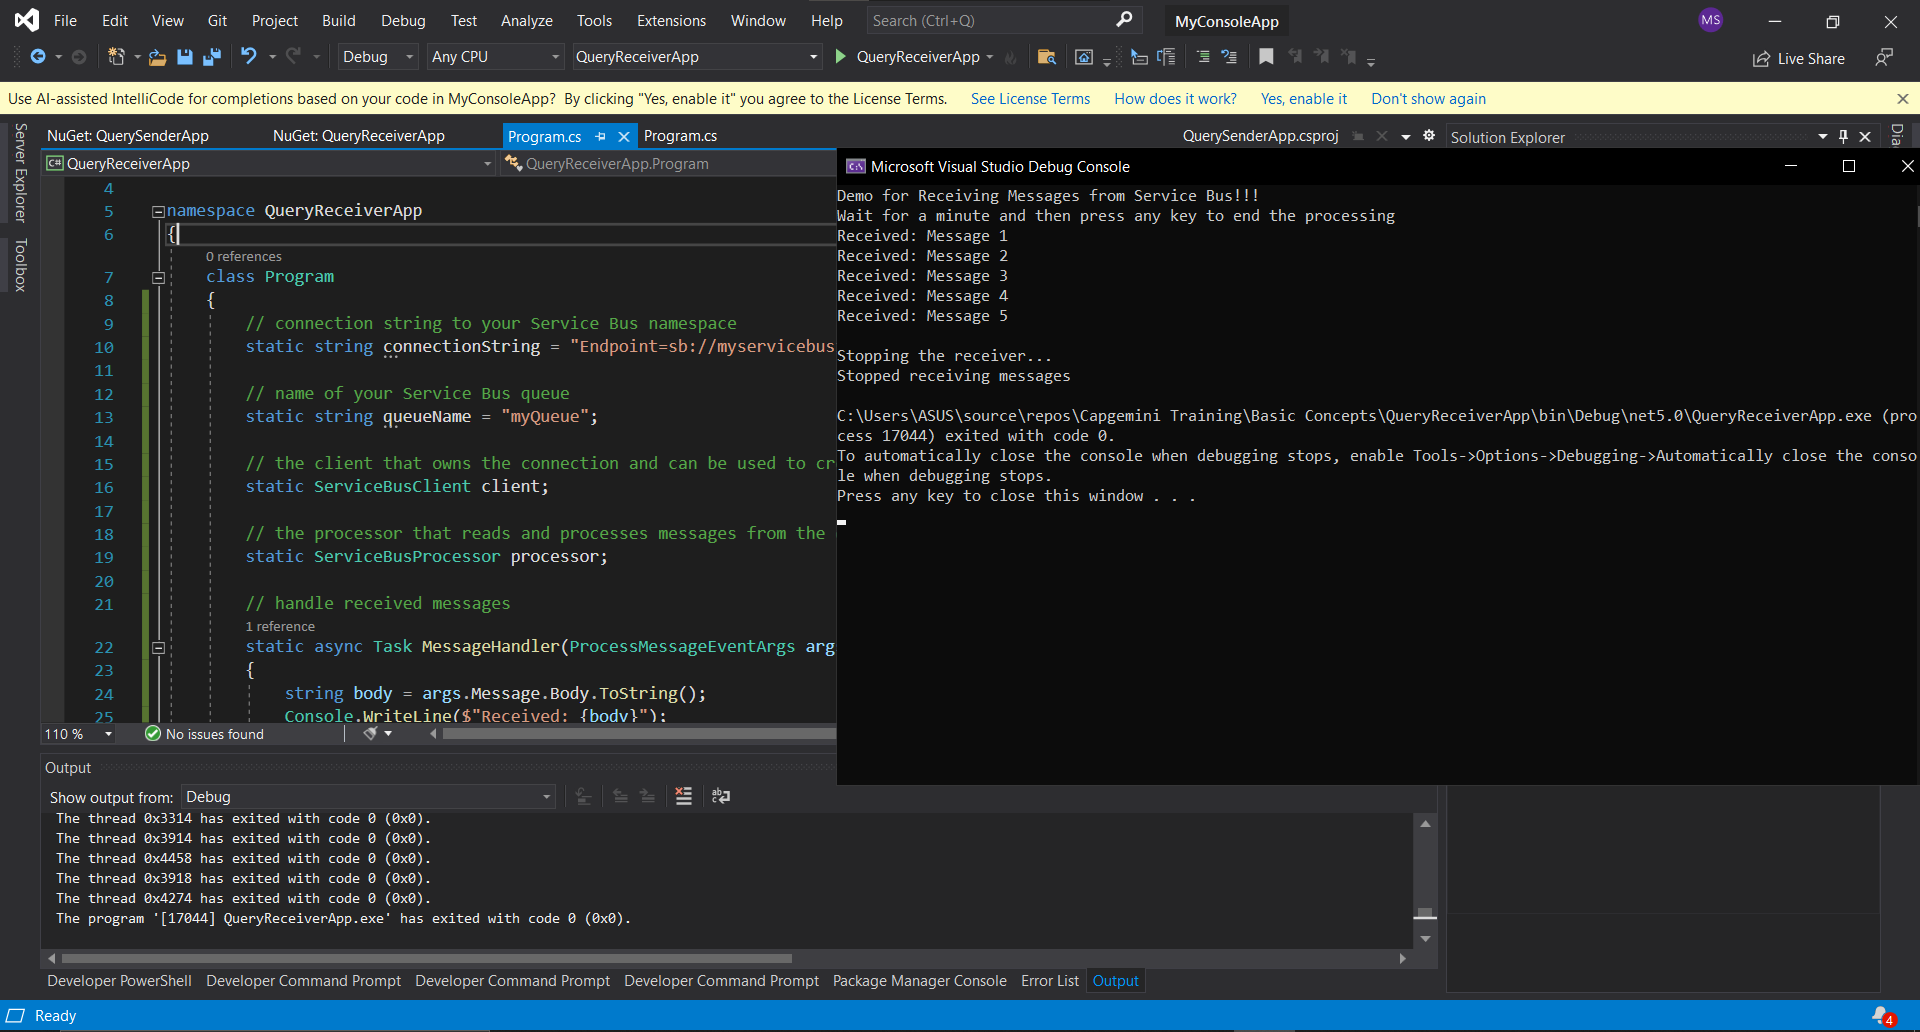 File Edit View Git Project Build Debug Test Analyze Tools Extensions Window Help Search (Ctrl+Q) MyConsoleApp MS
Debug Any CPU QueryReceiverApp QueryReceiverApp Live Share
Use AI-assisted IntelliCode for completions based on your code in MyConsoleApp? By clicking "Yes, enable it" you agree to the License Terms. See License Terms How does it work? Yes, enable it Don't show again
Server Explorer
Toolbox
NuGet: QuerySenderApp NuGet: QueryReceiverApp Program.cs Program.cs QuerySenderApp.csproj Solution Explorer
C# QueryReceiverApp QueryReceiverApp.Program
4
5 namespace QueryReceiverApp
6 {
0 references
7 class Program
8 {
9 // connection string to your Service Bus namespace
10 static string connectionString = "Endpoint=sb://myservicebus
11
12 // name of your Service Bus queue
13 static string queueName = "myQueue";
14
15 // the client that owns the connection and can be used to cr
16 static ServiceBusClient client;
17
18 // the processor that reads and processes messages from the
19 static ServiceBusProcessor processor;
20
21 // handle received messages
1 reference
22 static async Task MessageHandler(ProcessMessageEventArgs arg
23 {
24 string body = args.Message.Body.ToString();
25 Console.WriteLine($"Received: {body}");
110 % No issues found
Microsoft Visual Studio Debug Console
Demo for Receiving Messages from Service Bus!!!
Wait for a minute and then press any key to end the processing
Received: Message 1
Received: Message 2
Received: Message 3
Received: Message 4
Received: Message 5
Stopping the receiver...
Stopped receiving messages
C:\Users\ASUS\source\repos\Capgemini Training\Basic Concepts\QueryReceiverApp\bin\Debug\net5.0\QueryReceiverApp.exe (pro
cess 17044) exited with code 0.
To automatically close the console when debugging stops, enable Tools->Options->Debugging->Automatically close the conso
le when debugging stops.
Press any key to close this window . . .
Output
Show output from: Debug
The thread 0x3314 has exited with code 0 (0x0).
The thread 0x3914 has exited with code 0 (0x0).
The thread 0x4458 has exited with code 0 (0x0).
The thread 0x3918 has exited with code 0 (0x0).
The thread 0x4274 has exited with code 0 (0x0).
The program '[17044] QueryReceiverApp.exe' has exited with code 0 (0x0).
Developer PowerShell Developer Command Prompt Developer Command Prompt Developer Command Prompt Package Manager Console Error List Output
Ready 4